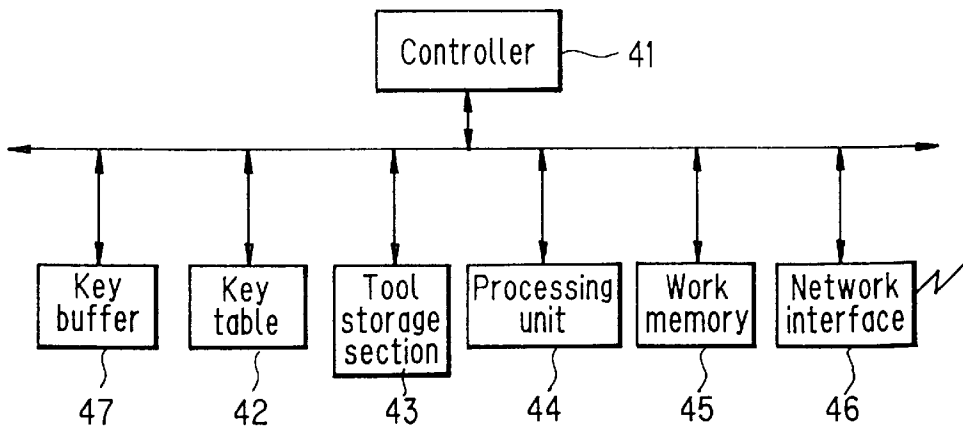 Controller
41
Key
buffer
Key
table
Tool
storage
section
Processing
unit
Work
memory
Network
interface
47
42
43
44
45
46